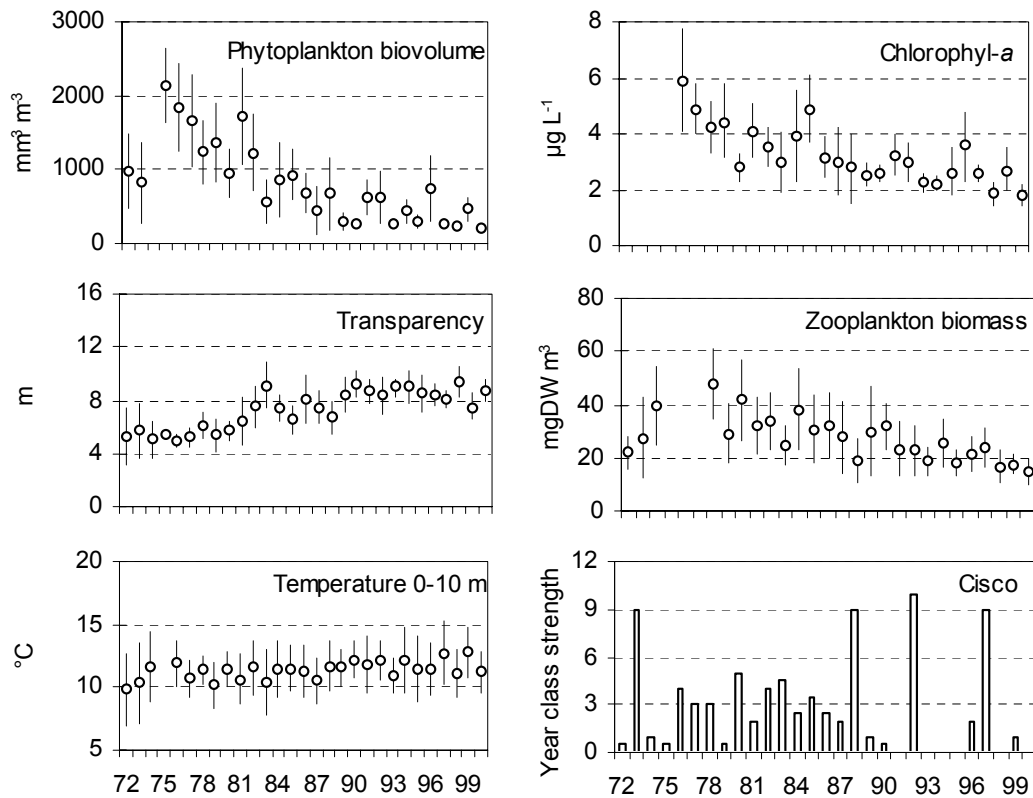 3000
2000
1000
0
mm³ m⁻³
Phytoplankton biovolume
8
6
4
2
0
µg L⁻¹
Chlorophyl-a
16
12
8
4
0
m
Transparency
80
60
40
20
0
mgDW m³
Zooplankton biomass
20
15
10
5
°C
Temperature 0-10 m
72 75 78 81 84 87 90 93 96 99
12
9
6
3
0
Year class strength
Cisco
72 75 78 81 84 87 90 93 96 99